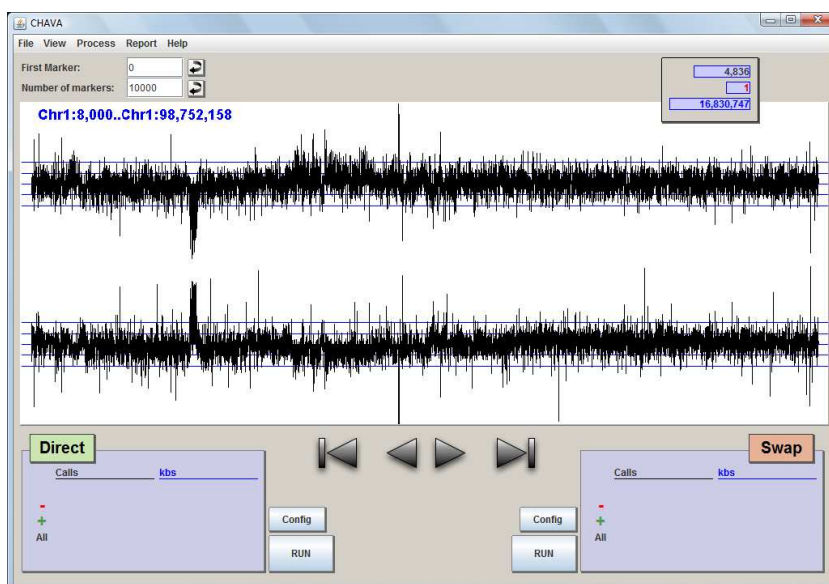 CHAVA
File View Process Report Help
First Marker: 0
Number of markers: 10000
4,836
1
16,830,747
Chr1:8,000..Chr1:98,752,158
Direct
Calls kbs
-
+
All
Config
RUN
Swap
Calls kbs
-
+
All
Config
RUN